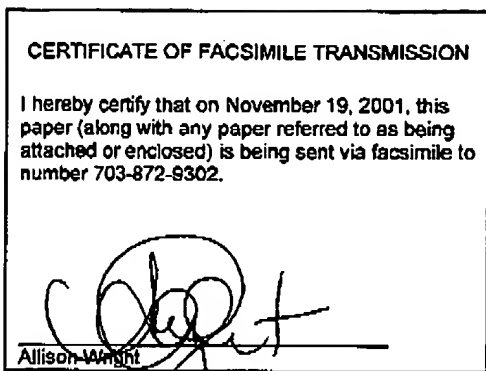 CERTIFICATE OF FACSIMILE TRANSMISSION
I hereby certify that on November 19, 2001, this
paper (along with any paper referred to as being
attached or enclosed) is being sent via facsimile to
number 703-872-9302.
Allison Wright